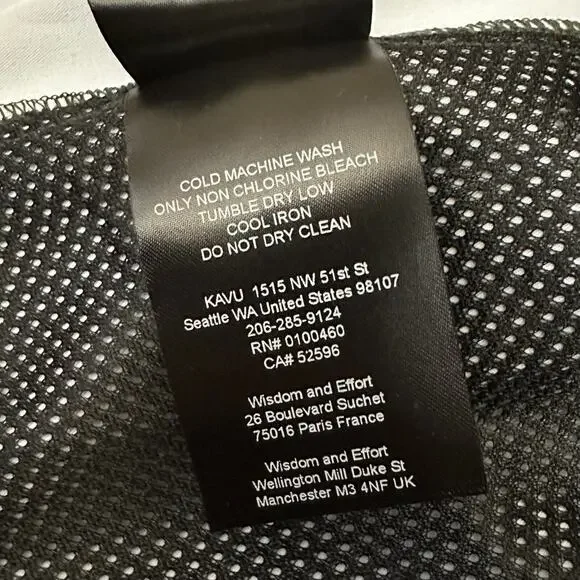 COLD MACHINE WASH
ONLY NON CHLORINE BLEACH
TUMBLE DRY LOW
COOL IRON
DO NOT DRY CLEAN
KAVU 1515 NW 51st St
Seattle WA United States 98107
206-285-9124
RN# 0100460
CA# 52596
Wisdom and Effort
26 Boulevard Suchet
75016 Paris France
Wisdom and Effort
Wellington Mill Duke St
Manchester M3 4NF UK